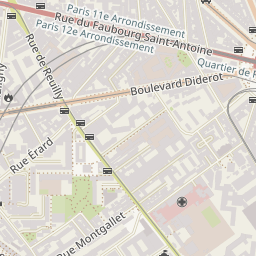 Paris 11e Arrondissement
Rue du Faubourg Saint-Antoine
Paris 12e Arrondissement
Rue de Reuilly
Quartier de
Boulevard Diderot
Rue Érard
Rue Montgallet